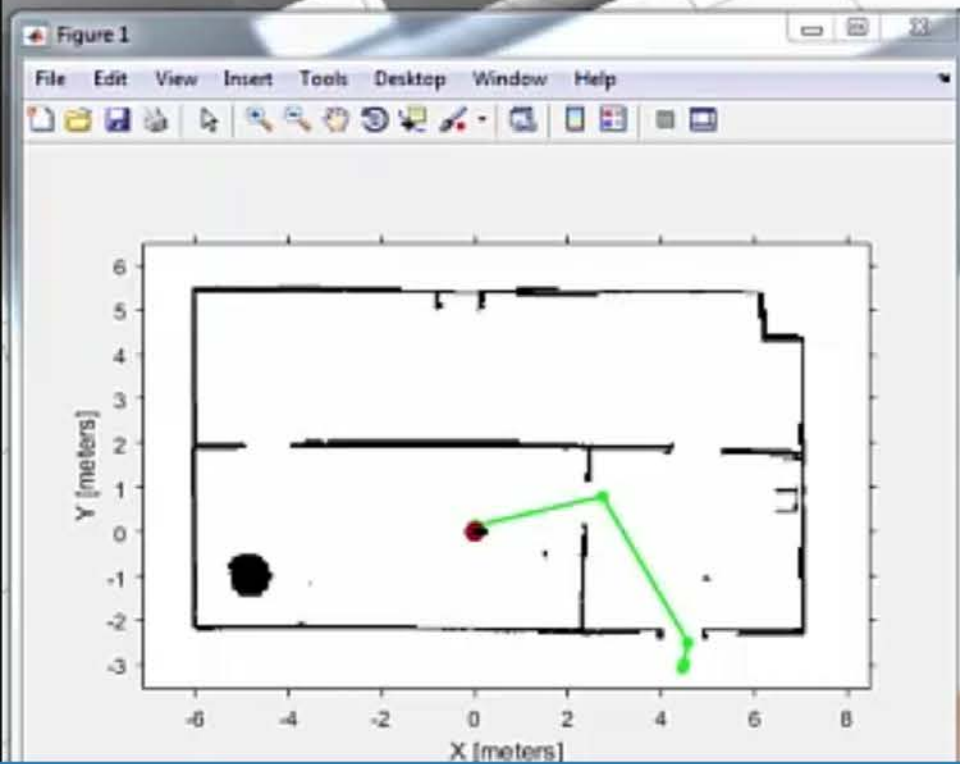 Figure 1
File Edit View Insert Tools Desktop Window Help
6
5
4
3
2
1
0
-1
-2
-3
Y [meters]
-6 -4 -2 0 2 4 6 8
X [meters]